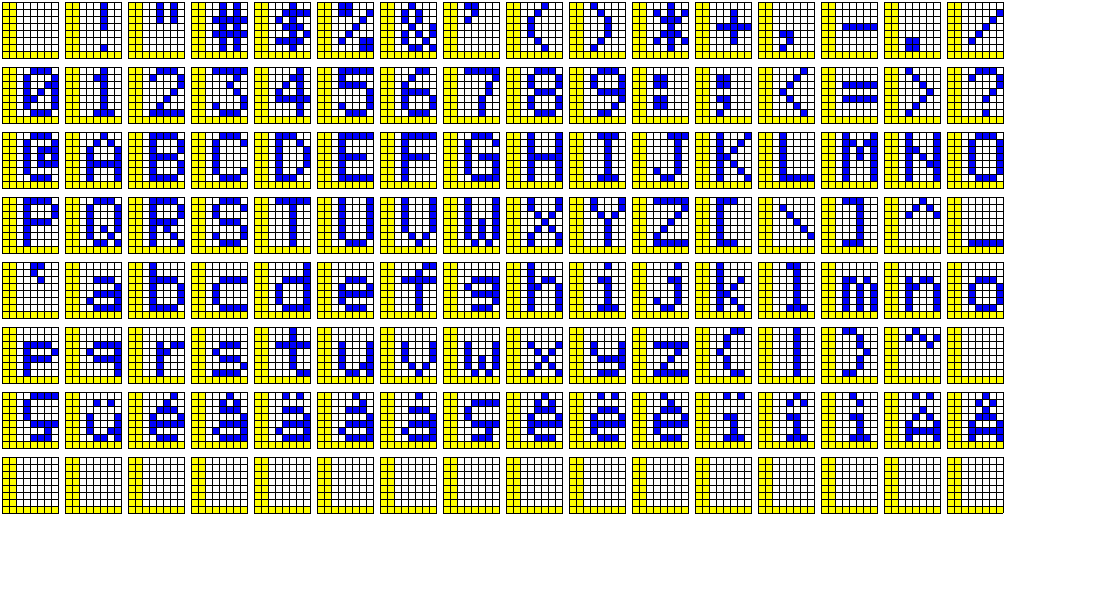 ! " # $ % & ' ( ) * + , - . /
0 1 2 3 4 5 6 7 8 9 : ; < = > ?
@ A B C D E F G H I J K L M N O
P Q R S T U V W X Y Z [ \ ] ^ _
` a b c d e f g h i j k l m n o
p q r s t u v w x y z { | } ~
Ç ü é â ä à å ç ê ë è ï î ì Ä Å